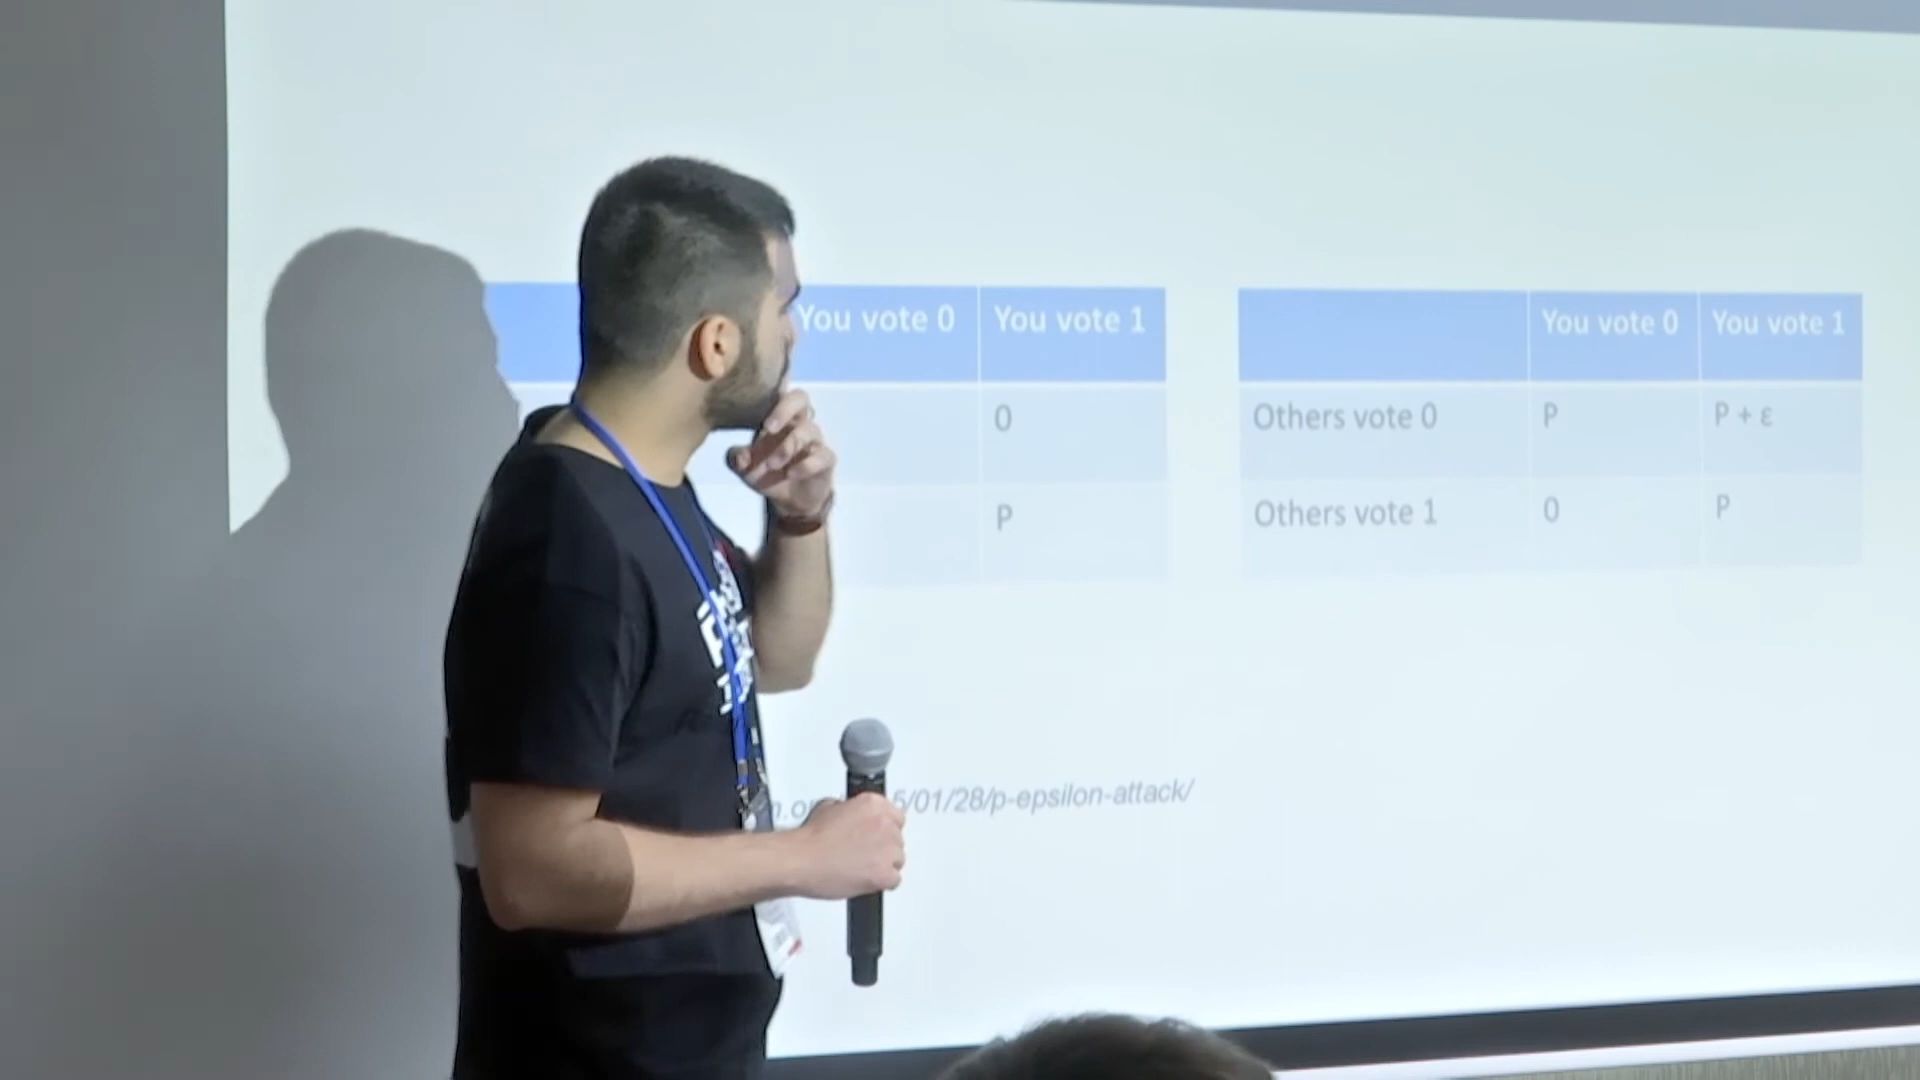 You vote 0 You vote 1
0
P
You vote 0 You vote 1
Others vote 0 P P + ε
Others vote 1 0 P
5/01/28/p-epsilon-attack/